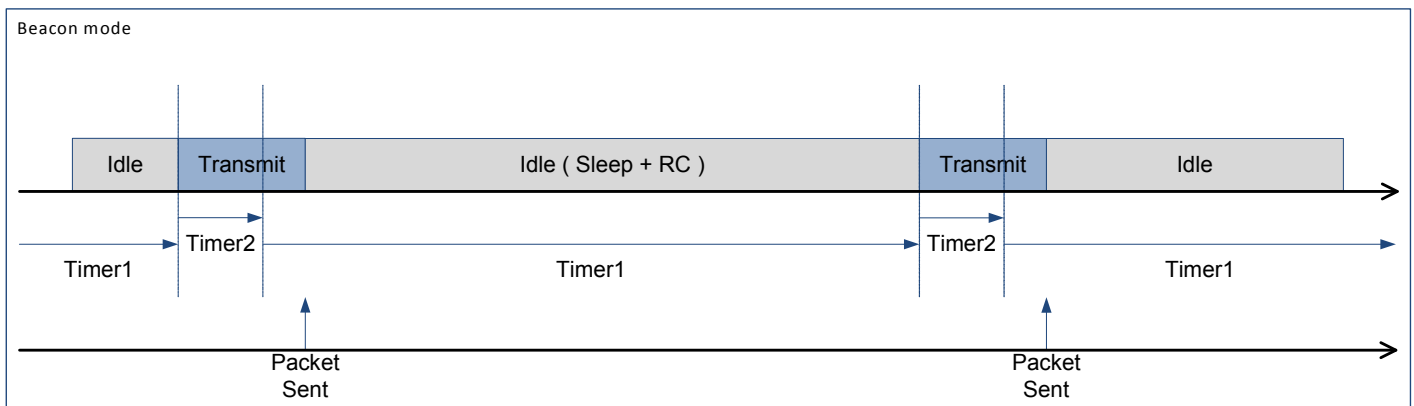 Beacon mode
Idle
Transmit
Idle ( Sleep + RC )
Transmit
Idle
Timer2
Timer2
Timer1
Timer1
Timer1
Packet
Sent
Packet
Sent